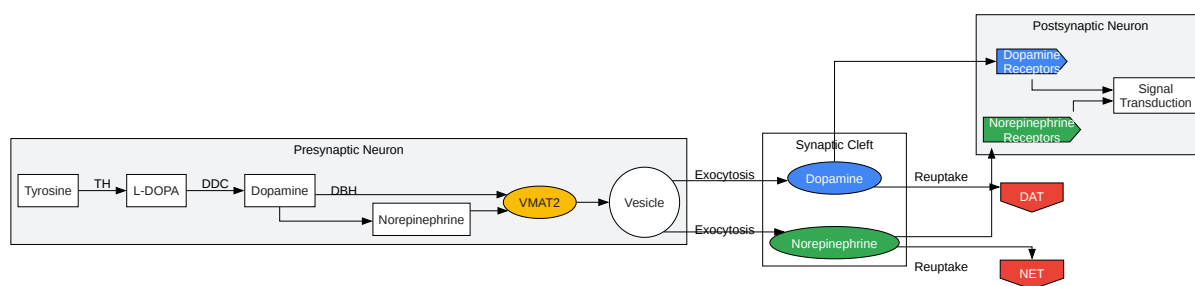 Postsynaptic Neuron
Dopamine
Receptors
Signal
Transduction
Norepinephrine
Receptors
Presynaptic Neuron
Synaptic Cleft
Tyrosine
TH
L-DOPA
DDC
Dopamine
DBH
Norepinephrine
VMAT2
Vesicle
Exocytosis
Exocytosis
Dopamine
Norepinephrine
Reuptake
DAT
Reuptake
NET